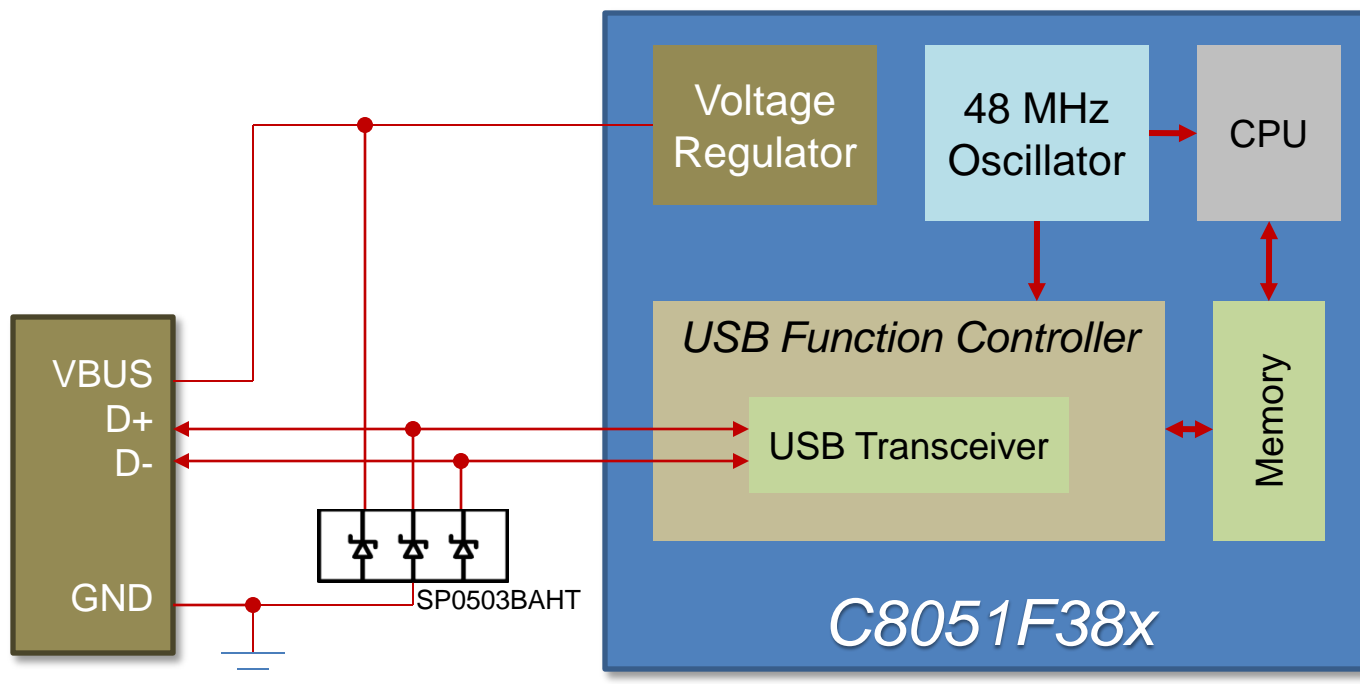 Voltage
Regulator
48 MHz
Oscillator
CPU
VBUS
D+
D-
GND
SP0503BAHT
USB Function Controller
USB Transceiver
Memory
C8051F38x